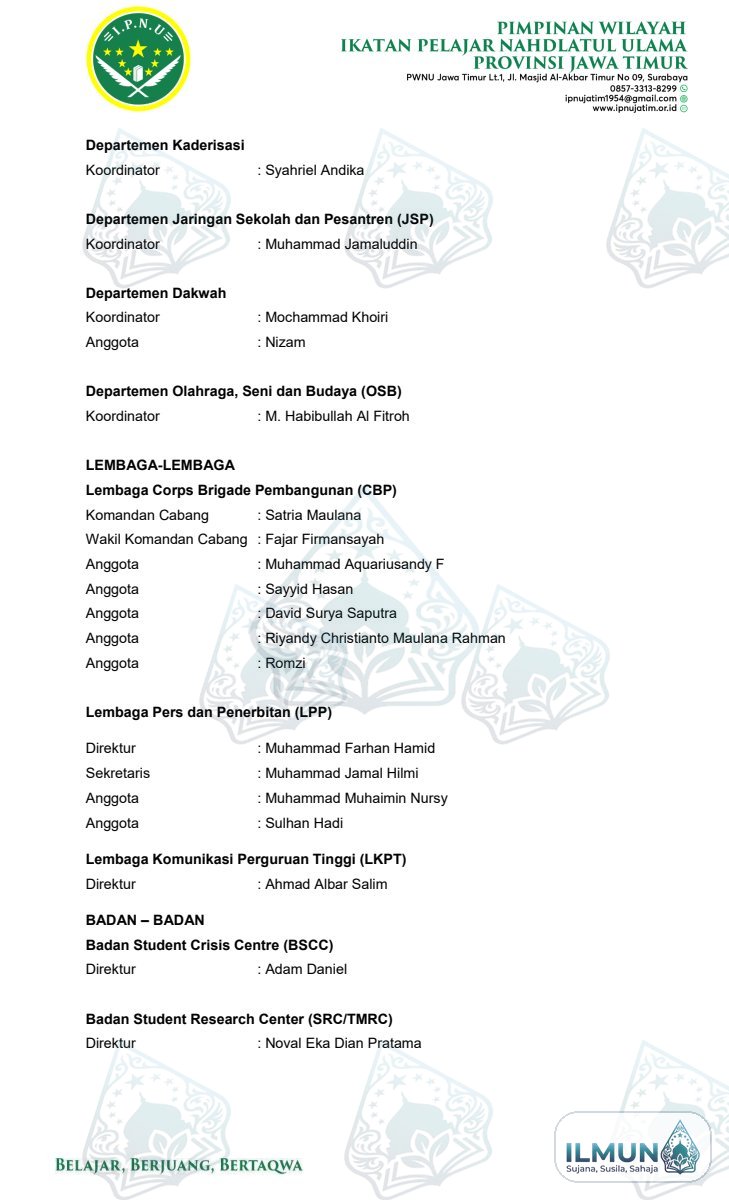 I.P.N.U
PIMPINAN WILAYAH
IKATAN PELAJAR NAHDLATUL ULAMA
PROVINSI JAWA TIMUR
PWNU Jawa Timur Lt.1, Jl. Masjid Al-Akbar Timur No 09, Surabaya
0857-3313-8299
ipnujatim1954@gmail.com
www.ipnujatim.or.id
Departemen Kaderisasi
Koordinator : Syahriel Andika
Departemen Jaringan Sekolah dan Pesantren (JSP)
Koordinator : Muhammad Jamaluddin
Departemen Dakwah
Koordinator : Mochammad Khoiri
Anggota : Nizam
Departemen Olahraga, Seni dan Budaya (OSB)
Koordinator : M. Habibullah Al Fitroh
LEMBAGA-LEMBAGA
Lembaga Corps Brigade Pembangunan (CBP)
Komandan Cabang : Satria Maulana
Wakil Komandan Cabang : Fajar Firmansayah
Anggota : Muhammad Aquariusandy F
Anggota : Sayyid Hasan
Anggota : David Surya Saputra
Anggota : Riyandy Christianto Maulana Rahman
Anggota : Romzi
Lembaga Pers dan Penerbitan (LPP)
Direktur : Muhammad Farhan Hamid
Sekretaris : Muhammad Jamal Hilmi
Anggota : Muhammad Muhaimin Nursy
Anggota : Sulhan Hadi
Lembaga Komunikasi Perguruan Tinggi (LKPT)
Direktur : Ahmad Albar Salim
BADAN – BADAN
Badan Student Crisis Centre (BSCC)
Direktur : Adam Daniel
Badan Student Research Center (SRC/TMRC)
Direktur : Noval Eka Dian Pratama
BELAJAR, BERJUANG, BERTAQWA
ILMUN
Sujana, Susila, Sahaja